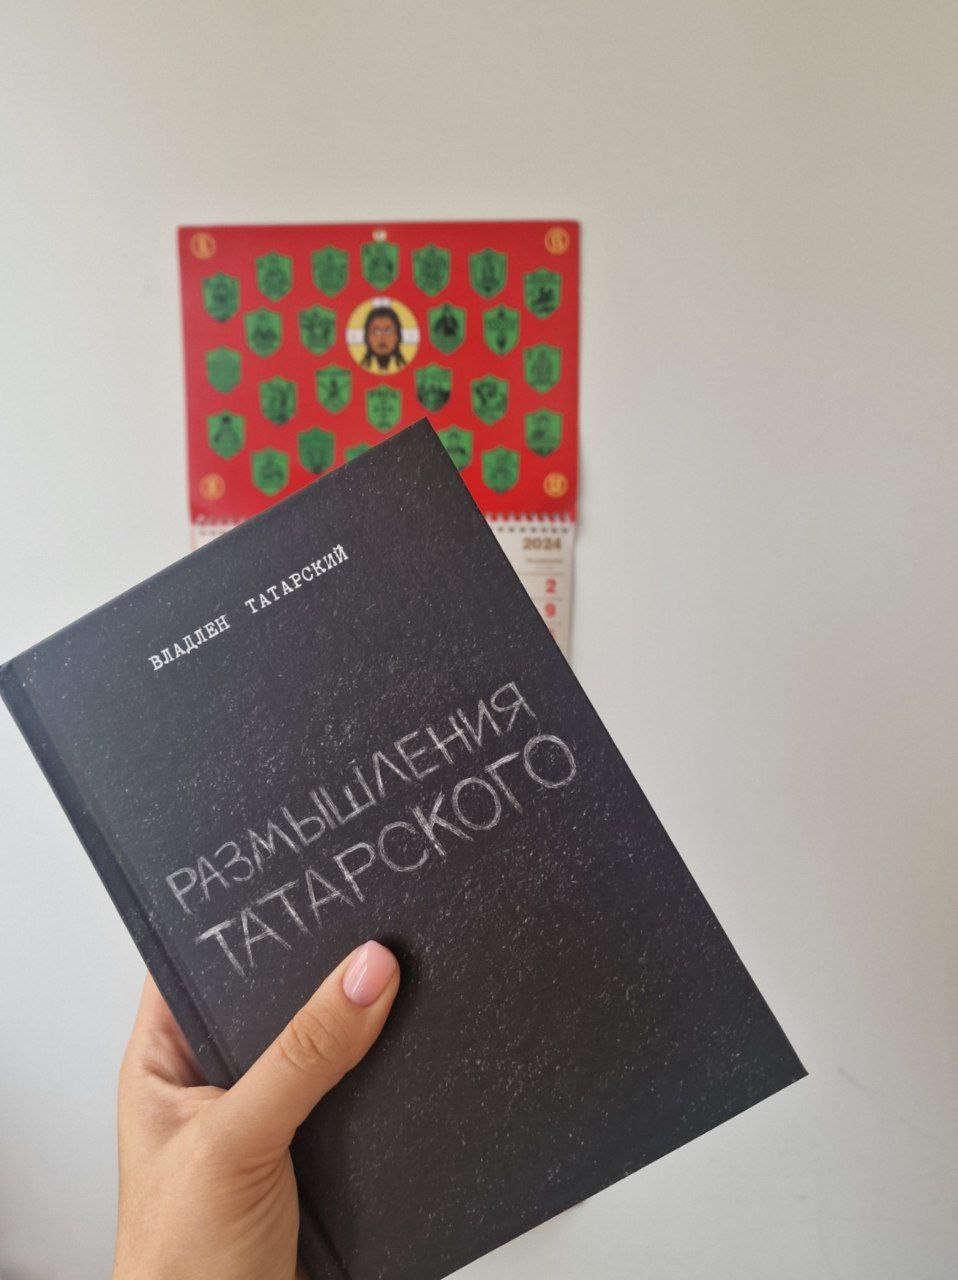 2024
2
9
ВЛАДЛЕН ТАТАРСКИЙ
РАЗМЫШЛЕНИЯ
ТАТАРСКОГО